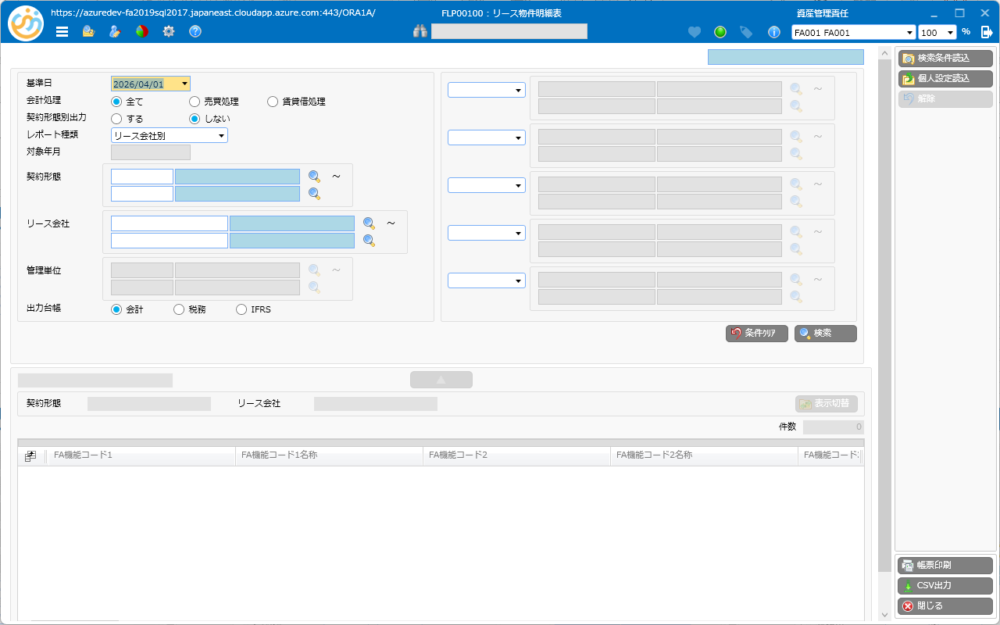 https://azuredev-fa2019sql2017.japaneast.cloudapp.azure.com:443/ORA1A/
FLP00100：リース物件明細表
資産管理責任
FA001 FA001
100
%
検索条件読込
個人設定読込
解除
基準日
2026/04/01
会計処理
全て
売買処理
賃貸借処理
契約形態別出力
する
しない
レポート種類
リース会社別
対象年月
契約形態
～
リース会社
～
管理単位
～
出力台帳
会計
税務
IFRS
～
～
～
～
～
条件ｸﾘｱ
検索
契約形態
リース会社
表示切替
件数
0
FA機能コード1
FA機能コード1名称
FA機能コード2
FA機能コード2名称
FA機能コード
帳票印刷
CSV出力
閉じる